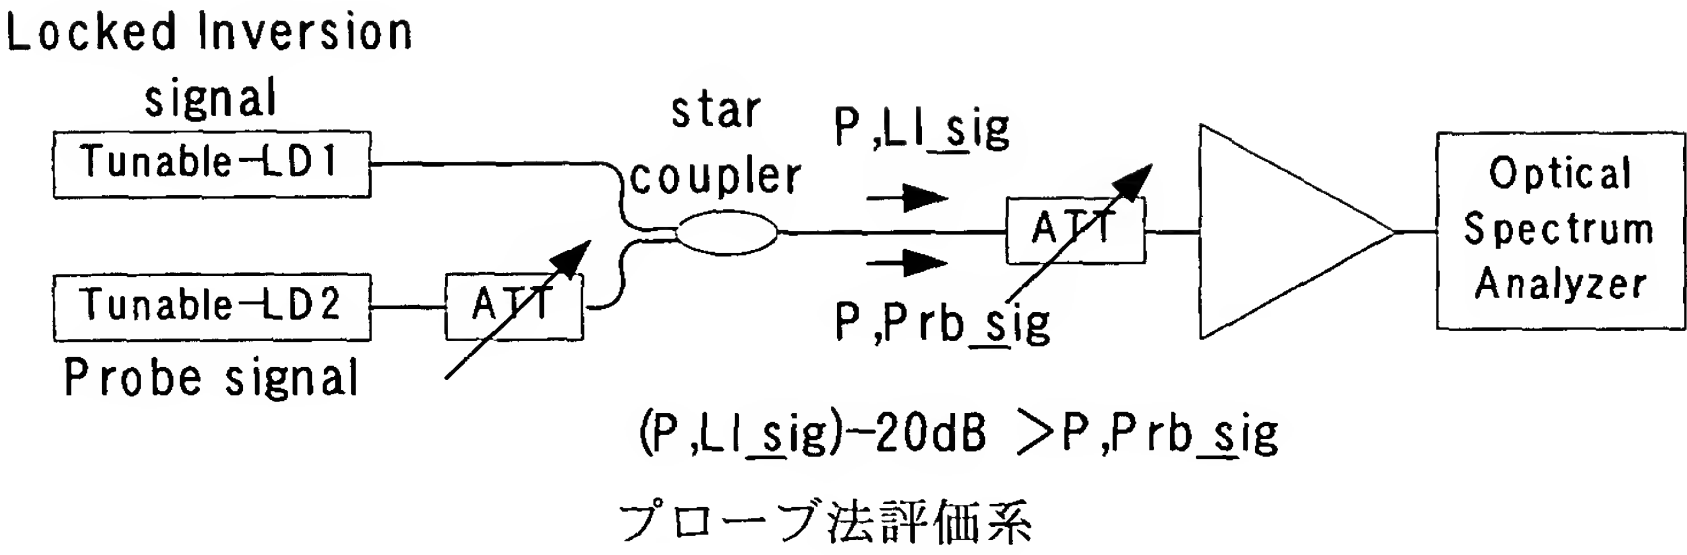 Locked Inversion
signal
Tunable-LD1
star
coupler
P,LI_sig
ATT
Optical
Spectrum
Analyzer
Tunable-LD2
ATT
Probe signal
P,Prb_sig
(P,LI_sig)-20dB >P,Prb_sig
プローブ法評価系